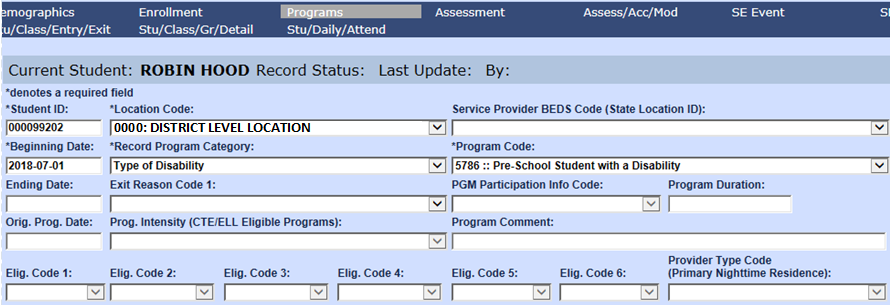 emographics Enrollment Programs Assessment Assess/Acc/Mod SE Event S
tu/Class/Entry/Exit Stu/Class/Gr/Detail Stu/Daily/Attend
Current Student: ROBIN HOOD Record Status: Last Update: By:
*denotes a required field
*Student ID: *Location Code: Service Provider BEDS Code (State Location ID):
000099202 0000: DISTRICT LEVEL LOCATION
*Beginning Date: *Record Program Category: *Program Code:
2018-07-01 Type of Disability 5786 :: Pre-School Student with a Disability
Ending Date: Exit Reason Code 1: PGM Participation Info Code: Program Duration:
Orig. Prog. Date: Prog. Intensity (CTE/ELL Eligible Programs): Program Comment:
Elig. Code 1: Elig. Code 2: Elig. Code 3: Elig. Code 4: Elig. Code 5: Elig. Code 6: Provider Type Code
(Primary Nighttime Residence):